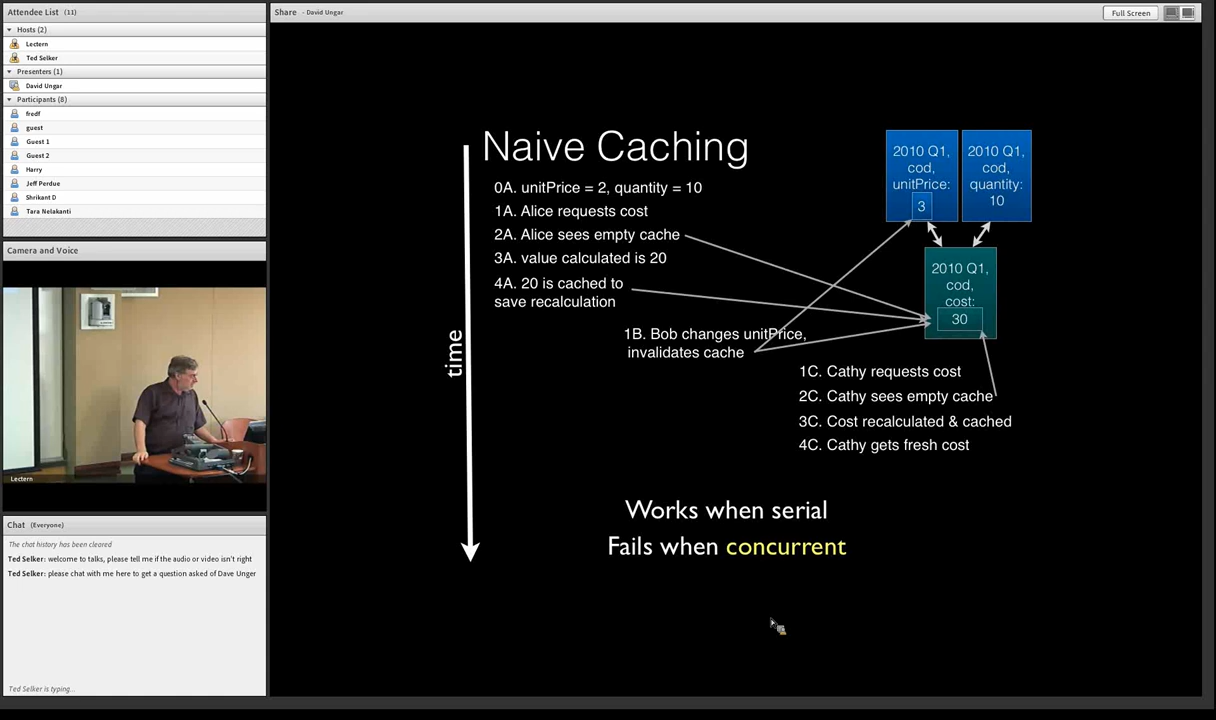 Attendee List (11)
Hosts (2)
Lectern
Ted Selker
Presenters (1)
David Ungar
Participants (8)
fredf
guest
Guest 1
Guest 2
Harry
Jeff Perdue
Shrikant D
Tara Nelakanti
Camera and Voice
Lectern
Chat (Everyone)
The chat history has been cleared
Ted Selker: welcome to talks, please tell me if the audio or video isn't right
Ted Selker: please chat with me here to get a question asked of Dave Unger
Ted Selker is typing...
Share - David Ungar
Full Screen
Naive Caching
time
0A. unitPrice = 2, quantity = 10
1A. Alice requests cost
2A. Alice sees empty cache
3A. value calculated is 20
4A. 20 is cached to
save recalculation
1B. Bob changes unitPrice,
invalidates cache
1C. Cathy requests cost
2C. Cathy sees empty cache
3C. Cost recalculated & cached
4C. Cathy gets fresh cost
2010 Q1,
cod,
unitPrice:
3
2010 Q1,
cod,
quantity:
10
2010 Q1,
cod,
cost:
30
Works when serial
Fails when concurrent